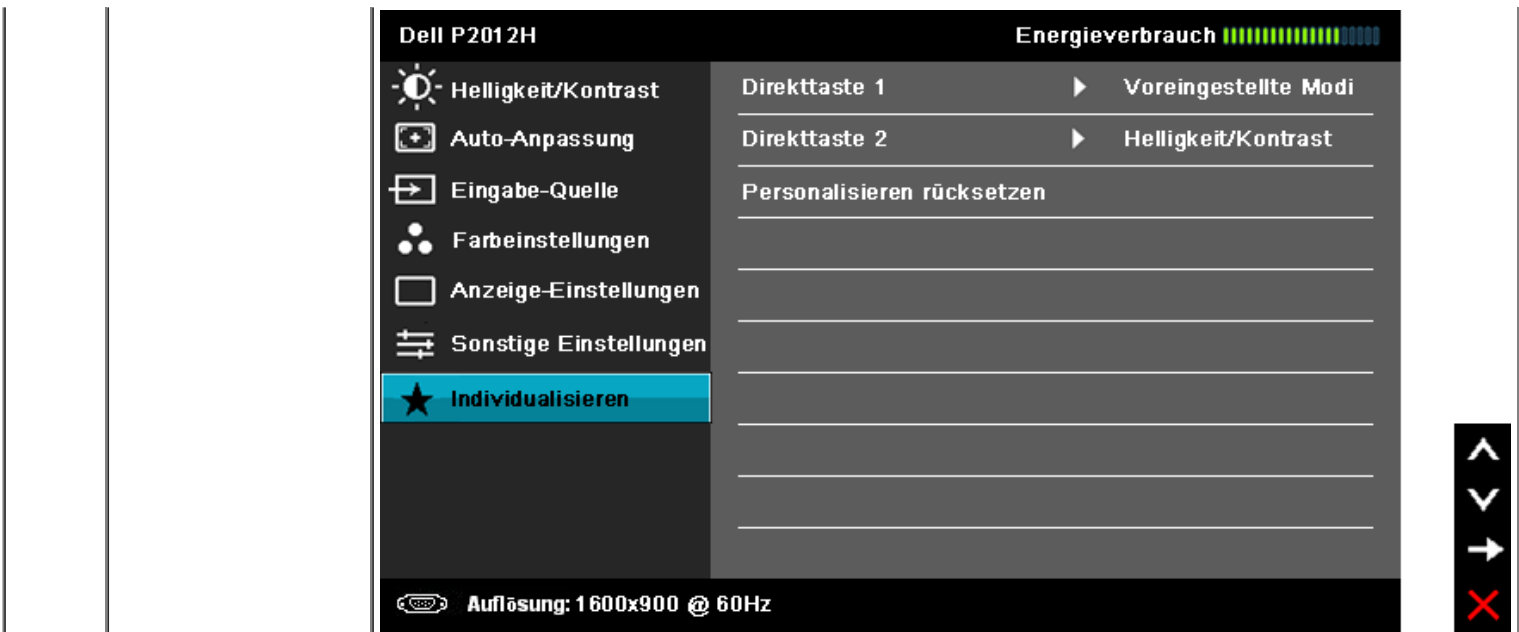 Dell P2012H Energieverbrauch
Helligkeit/Kontrast Direkttaste 1 Voreingestellte Modi
Auto-Anpassung Direkttaste 2 Helligkeit/Kontrast
Eingabe-Quelle Personalisieren rücksetzen
Farbeinstellungen
Anzeige-Einstellungen
Sonstige Einstellungen
Individualisieren
Auflösung: 1600x900 @ 60Hz